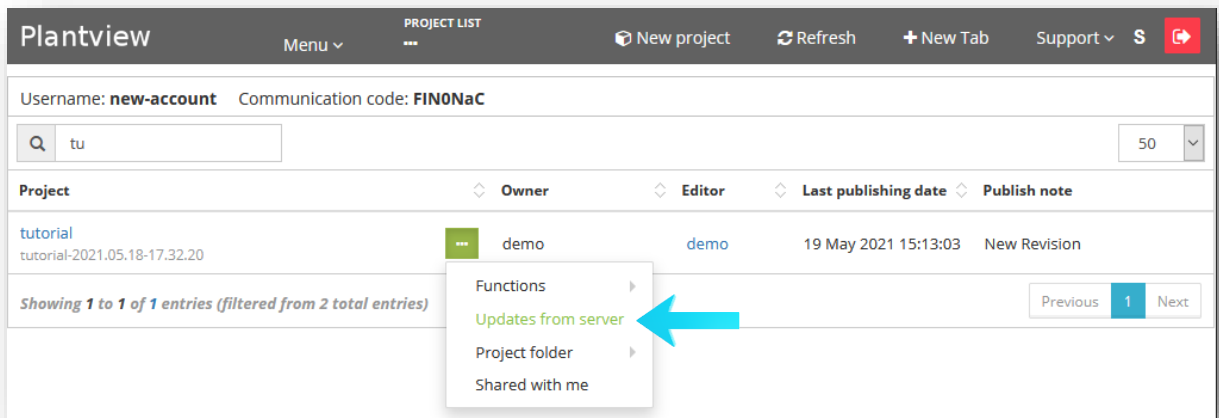 Plantview
Menu
PROJECT LIST
New project
Refresh
New Tab
Support
S
Username: new-account Communication code: FIN0NaC
tu
50
Project Owner Editor Last publishing date Publish note
tutorial demo demo 19 May 2021 15:13:03 New Revision
tutorial-2021.05.18-17.32.20
Functions
Showing 1 to 1 of 1 entries (filtered from 2 total entries)
Previous 1 Next
Updates from server
Project folder
Shared with me